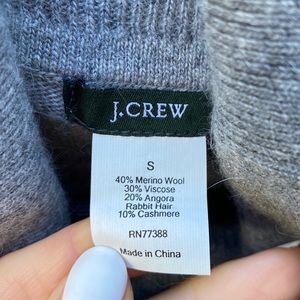 J.CREW
S
40% Merino Wool
30% Viscose
20% Angora
Rabbit Hair
10% Cashmere
RN77388
Made in China